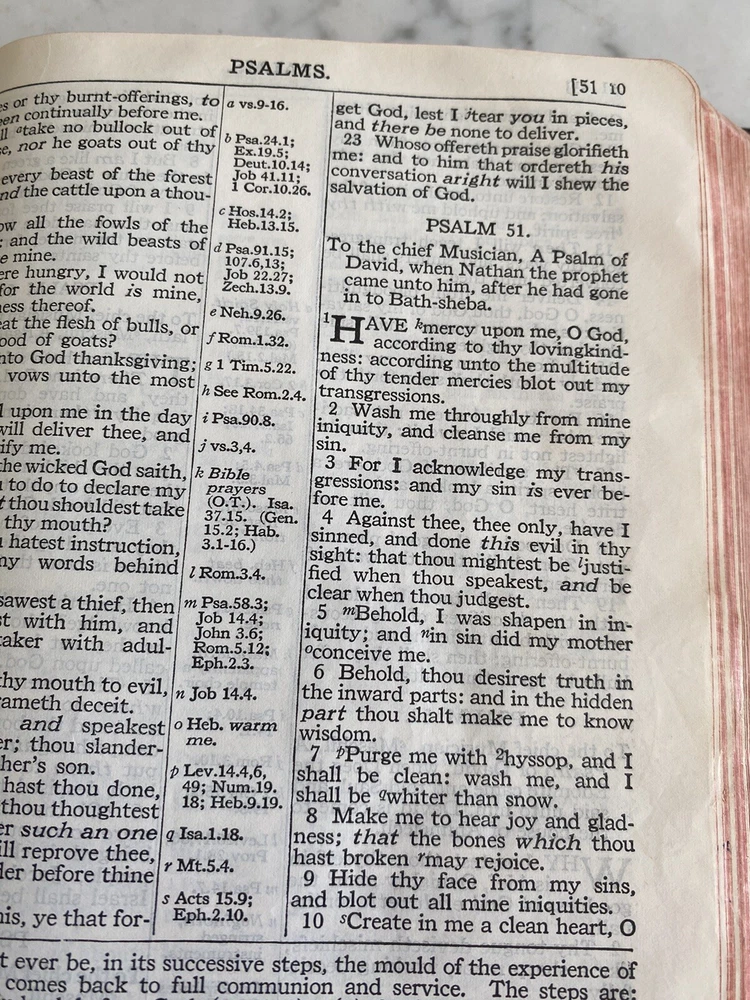 PSALMS.
[51 10
or thy burnt-offerings, to
continually before me.
ᵃtake no bullock out of
nor he goats out of thy
every beast of the forest
the cattle upon a thou-
all the fowls of the
and the wild beasts of
mine.
hungry, I would not
for the world is mine,
thereof.
the flesh of bulls, or
of goats?
God thanksgiving;
vows unto the most
upon me in the day
will deliver thee, and
me.
the wicked God saith,
to do to declare my
thou shouldest take
thy mouth?
hatest instruction,
words behind
sawest a thief, then
with him, and
with adul-
thy mouth to evil,
deceit.
and speakest
thou slander-
son.
hast thou done,
thou thoughtest
such an one
reprove thee,
before thine
ye that for-
a vs.9-16.
b Psa.24.1;
Ex.19.5;
Deut.10.14;
Job 41.11;
1 Cor.10.26.
c Hos.14.2;
Heb.13.15.
d Psa.91.15;
107.6,13;
Job 22.27;
Zech.13.9.
e Neh.9.26.
f Rom.1.32.
g 1 Tim.5.22.
h See Rom.2.4.
i Psa.90.8.
j vs.3,4.
k Bible
prayers
(O.T.). Isa.
37.15. (Gen.
15.2; Hab.
3.1-16.)
l Rom.3.4.
m Psa.58.3;
Job 14.4;
John 3.6;
Rom.5.12;
Eph.2.3.
n Job 14.4.
o Heb. warm
me.
p Lev.14.4,6,
49; Num.19.
18; Heb.9.19.
q Isa.1.18.
r Mt.5.4.
s Acts 15.9;
Eph.2.10.
get God, lest I ʲtear you in pieces,
and there be none to deliver.
23 Whoso offereth praise glorifieth
me: and to him that ordereth his
conversation aright will I shew the
salvation of God.
PSALM 51.
To the chief Musician, A Psalm of
David, when Nathan the prophet
came unto him, after he had gone
in to Bath-sheba.
¹HAVE ᵏmercy upon me, O God,
according to thy lovingkind-
ness: according unto the multitude
of thy tender mercies blot out my
transgressions.
2 Wash me throughly from mine
iniquity, and cleanse me from my
sin.
3 For I acknowledge my trans-
gressions: and my sin is ever be-
fore me.
4 Against thee, thee only, have I
sinned, and done this evil in thy
sight: that thou mightest be ˡjusti-
fied when thou speakest, and be
clear when thou judgest.
5 ᵐBehold, I was shapen in in-
iquity; and ⁿin sin did my mother
ᵒconceive me.
6 Behold, thou desirest truth in
the inward parts: and in the hidden
part thou shalt make me to know
wisdom.
7 ᵖPurge me with ²hyssop, and I
shall be clean: wash me, and I
shall be qwhiter than snow.
8 Make me to hear joy and glad-
ness; that the bones which thou
hast broken ʳmay rejoice.
9 Hide thy face from my sins,
and blot out all mine iniquities.
10 ˢCreate in me a clean heart, O
ever be, in its successive steps, the mould of the experience of
comes back to full communion and service. The steps are: